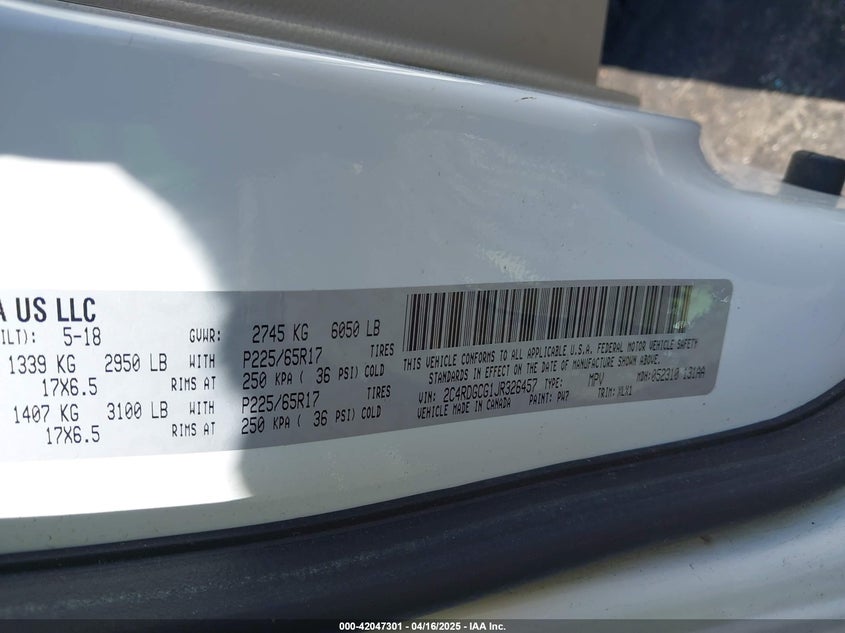 A US LLC
ILT): 5-18 GVWR: 2745 KG 6050 LB
1339 KG 2950 LB WITH P225/65R17 TIRES
17X6.5 RIMS AT 250 KPA ( 36 PSI) COLD
1407 KG 3100 LB WITH P225/65R17 TIRES
17X6.5 RIMS AT 250 KPA ( 36 PSI) COLD
THIS VEHICLE CONFORMS TO ALL APPLICABLE U.S.A. FEDERAL MOTOR VEHICLE SAFETY
STANDARDS IN EFFECT ON THE DATE OF MANUFACTURE SHOWN ABOVE.
VIN: 2C4RDGCG1JR326457 TYPE: MPV MDH: 052310 131AA
VEHICLE MADE IN CANADA PAINT: PW7 TRIM: XLX1
000-42047301 - 04/16/2025 - IAA Inc.